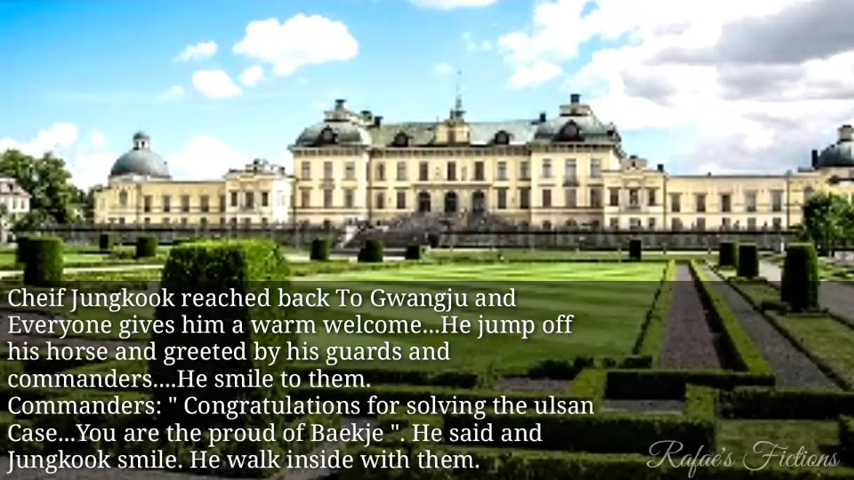 Cheif Jungkook reached back To Gwangju and
Everyone gives him a warm welcome...He jump off
his horse and greeted by his guards and
commanders....He smile to them.
Commanders: " Congratulations for solving the ulsan
Case...You are the proud of Baekje ". He said and
Jungkook smile. He walk inside with them.
Rafae's Fictions